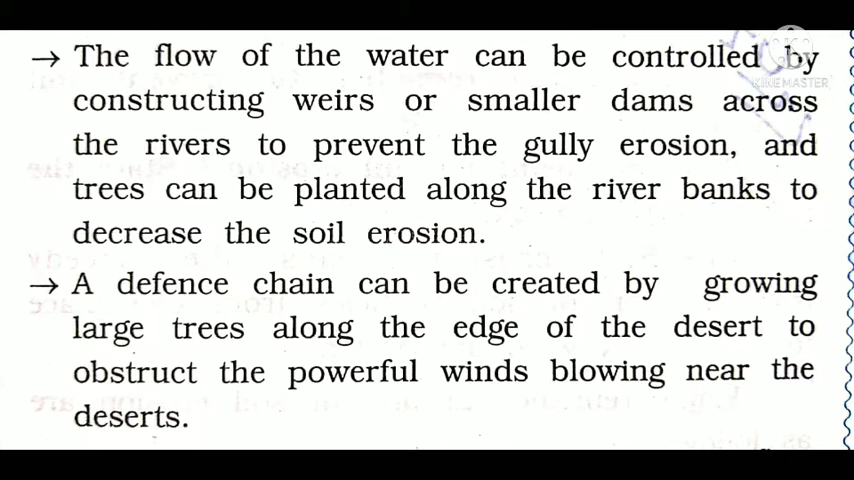 → The flow of the water can be controlled by
constructing weirs or smaller dams across
the rivers to prevent the gully erosion, and
trees can be planted along the river banks to
decrease the soil erosion.
→ A defence chain can be created by growing
large trees along the edge of the desert to
obstruct the powerful winds blowing near the
deserts.
KINEMASTER